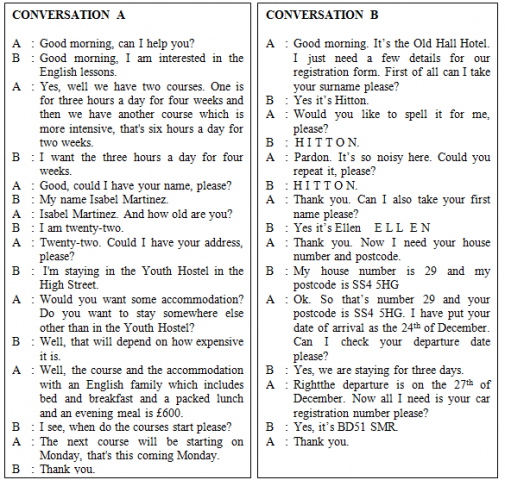 CONVERSATION A
A : Good morning, can I help you?
B : Good morning, I am interested in the
English lessons.
A : Yes, well we have two courses. One is
for three hours a day for four weeks and
then we have another course which is
more intensive, that's six hours a day for
two weeks.
B : I want the three hours a day for four
weeks.
A : Good, could I have your name, please?
B : My name Isabel Martinez.
A : Isabel Martinez. And how old are you?
B : I am twenty-two.
A : Twenty-two. Could I have your address,
please?
B : I'm staying in the Youth Hostel in the
High Street.
A : Would you want some accommodation?
Do you want to stay somewhere else
other than in the Youth Hostel?
B : Well, that will depend on how expensive
it is.
A : Well, the course and the accommodation
with an English family which includes
bed and breakfast and a packed lunch
and an evening meal is £600.
B : I see, when do the courses start please?
A : The next course will be starting on
Monday, that's this coming Monday.
B : Thank you.
CONVERSATION B
A : Good morning. It's the Old Hall Hotel.
I just need a few details for our
registration form. First of all can I take
your surname please?
B : Yes it's Hitton.
A : Would you like to spell it for me,
please?
B : H I T T O N.
A : Pardon. It's so noisy here. Could you
repeat it, please?
B : H I T T O N.
A : Thank you. Can I also take your first
name please?
B : Yes it's Ellen E L L E N
A : Thank you. Now I need your house
number and postcode.
B : My house number is 29 and my
postcode is SS4 5HG
A : Ok. So that's number 29 and your
postcode is SS4 5HG. I have put your
date of arrival as the 24th of December.
Can I check your departure date
please?
B : Yes, we are staying for three days.
A : Rightthe departure is on the 27th of
December. Now all I need is your car
registration number please?
B : Yes, it's BD51 SMR.
A : Thank you.